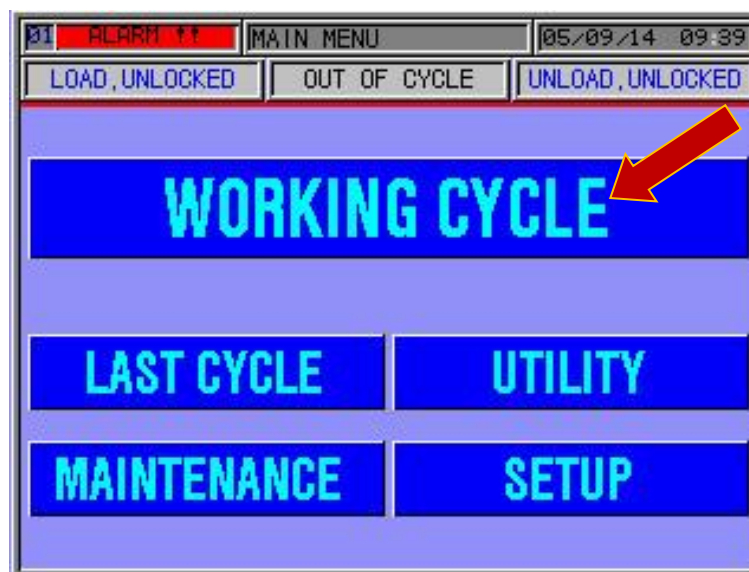 01 ALARM !! MAIN MENU 05/09/14 09:39
LOAD,UNLOCKED OUT OF CYCLE UNLOAD,UNLOCKED
WORKING CYCLE
LAST CYCLE UTILITY
MAINTENANCE SETUP